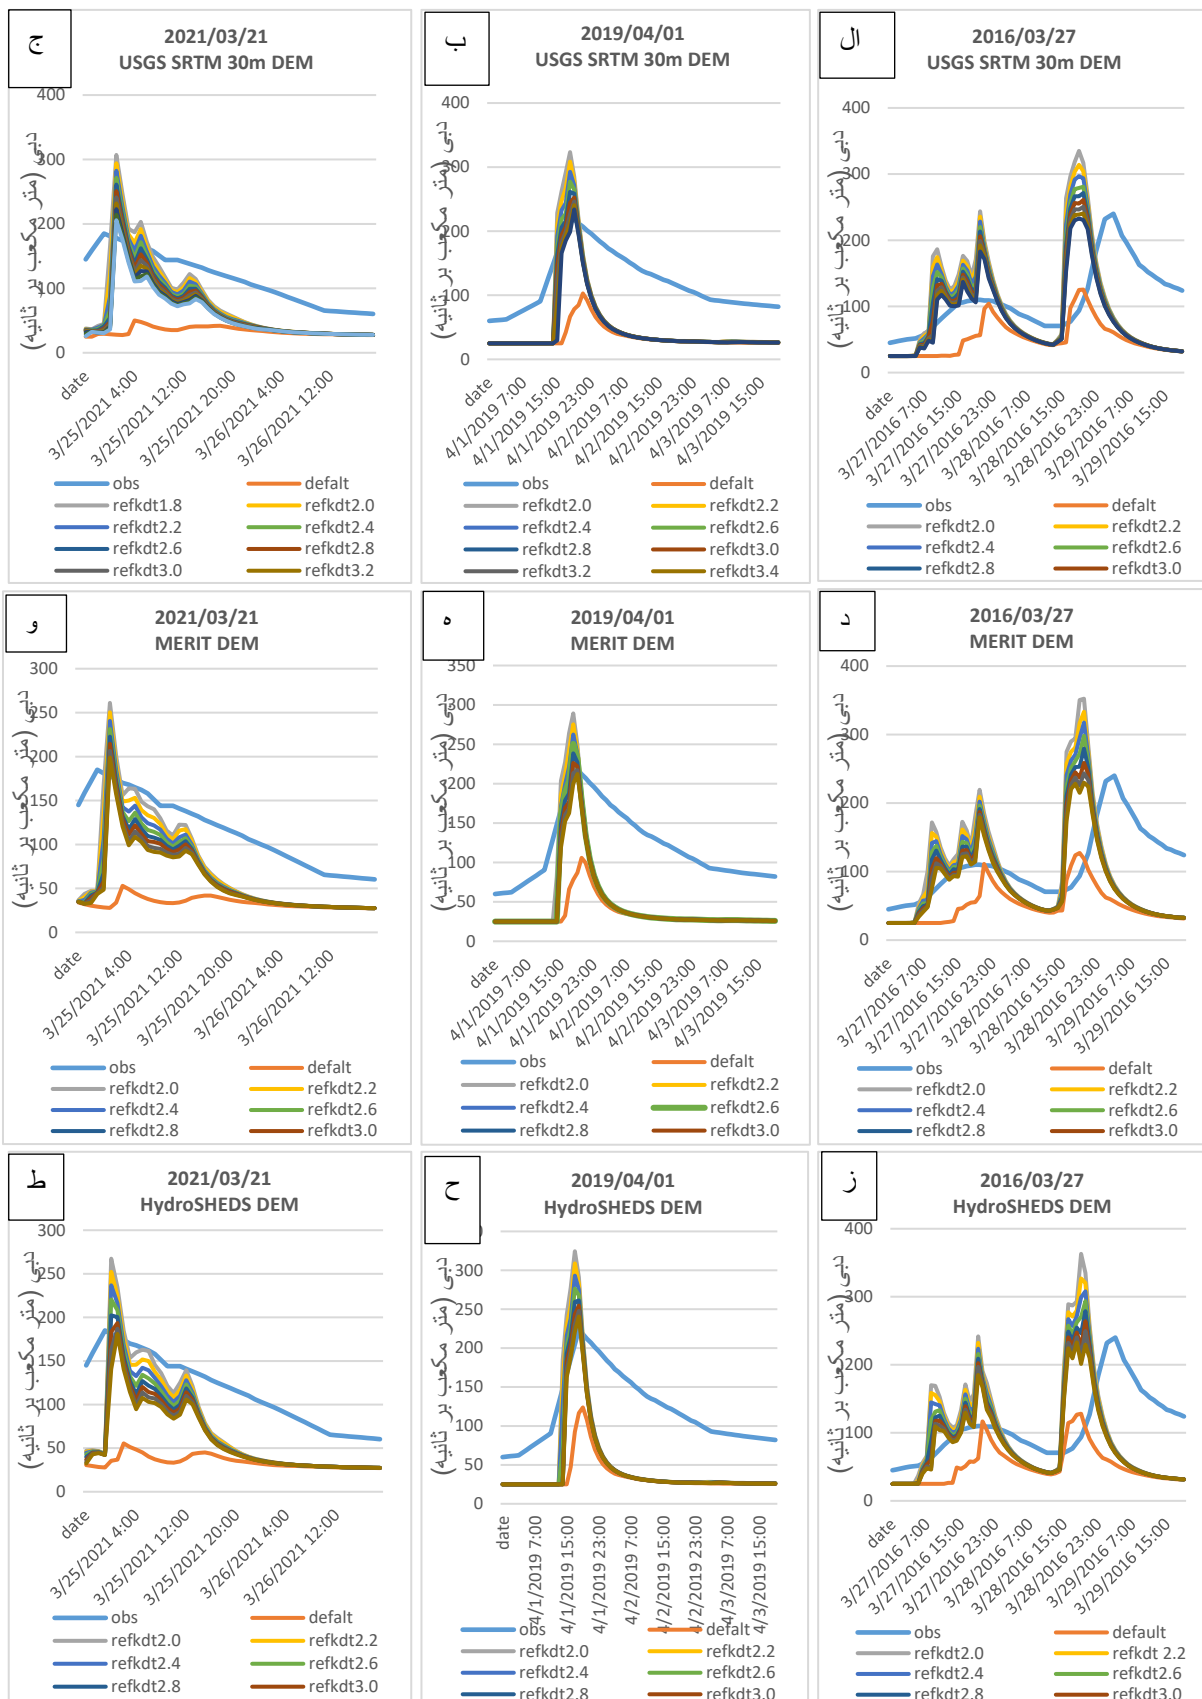 ج
2021/03/21
USGS SRTM 30m DEM
دبی (متر مکعب بر ثانیه)
400
300
200
100
0
date
3/25/2021 4:00
3/25/2021 12:00
3/25/2021 20:00
3/26/2021 4:00
3/26/2021 12:00
obs defalt
refkdt1.8 refkdt2.0
refkdt2.2 refkdt2.4
refkdt2.6 refkdt2.8
refkdt3.0 refkdt3.2
ب
2019/04/01
USGS SRTM 30m DEM
دبی (متر مکعب بر ثانیه)
400
300
200
100
0
date
4/1/2019 7:00
4/1/2019 15:00
4/1/2019 23:00
4/2/2019 7:00
4/2/2019 15:00
4/2/2019 23:00
4/3/2019 7:00
4/3/2019 15:00
obs defalt
refkdt2.0 refkdt2.2
refkdt2.4 refkdt2.6
refkdt2.8 refkdt3.0
refkdt3.2 refkdt3.4
ال
2016/03/27
USGS SRTM 30m DEM
دبی (متر مکعب بر ثانیه)
400
300
200
100
0
date
3/27/2016 7:00
3/27/2016 15:00
3/27/2016 23:00
3/28/2016 7:00
3/28/2016 15:00
3/28/2016 23:00
3/29/2016 7:00
3/29/2016 15:00
obs defalt
refkdt2.0 refkdt2.2
refkdt2.4 refkdt2.6
refkdt2.8 refkdt3.0
و
2021/03/21
MERIT DEM
دبی (متر مکعب بر ثانیه)
300
250
200
150
100
50
0
date
3/25/2021 4:00
3/25/2021 12:00
3/25/2021 20:00
3/26/2021 4:00
3/26/2021 12:00
obs defalt
refkdt2.0 refkdt2.2
refkdt2.4 refkdt2.6
refkdt2.8 refkdt3.0
ه
2019/04/01
MERIT DEM
دبی (متر مکعب بر ثانیه)
350
300
250
200
150
100
50
0
date
4/1/2019 7:00
4/1/2019 15:00
4/1/2019 23:00
4/2/2019 7:00
4/2/2019 15:00
4/2/2019 23:00
4/3/2019 7:00
4/3/2019 15:00
obs defalt
refkdt2.0 refkdt2.2
refkdt2.4 refkdt2.6
refkdt2.8 refkdt3.0
د
2016/03/27
MERIT DEM
دبی (متر مکعب بر ثانیه)
400
300
200
100
0
date
3/27/2016 7:00
3/27/2016 15:00
3/27/2016 23:00
3/28/2016 7:00
3/28/2016 15:00
3/28/2016 23:00
3/29/2016 7:00
3/29/2016 15:00
obs defalt
refkdt2.0 refkdt2.2
refkdt2.4 refkdt2.6
refkdt2.8 refkdt3.0
ط
2021/03/21
HydroSHEDS DEM
دبی (متر مکعب بر ثانیه)
300
250
200
150
100
50
0
date
3/25/2021 4:00
3/25/2021 12:00
3/25/2021 20:00
3/26/2021 4:00
3/26/2021 12:00
obs defalt
refkdt2.0 refkdt2.2
refkdt2.4 refkdt2.6
refkdt2.8 refkdt3.0
ح
2019/04/01
HydroSHEDS DEM
دبی (متر مکعب بر ثانیه)
300
250
200
150
100
50
0
date
4/1/2019 7:00
4/1/2019 15:00
4/1/2019 23:00
4/2/2019 7:00
4/2/2019 15:00
4/2/2019 23:00
4/3/2019 7:00
4/3/2019 15:00
obs defalt
refkdt2.0 refkdt2.2
refkdt2.4 refkdt2.6
refkdt2.8 refkdt3.0
ز
2016/03/27
HydroSHEDS DEM
دبی (متر مکعب بر ثانیه)
400
300
200
100
0
date
3/27/2016 7:00
3/27/2016 15:00
3/27/2016 23:00
3/28/2016 7:00
3/28/2016 15:00
3/28/2016 23:00
3/29/2016 7:00
3/29/2016 15:00
obs default
refkdt2.0 refkdt 2.2
refkdt2.4 refkdt2.6
refkdt2.8 refkdt3.0